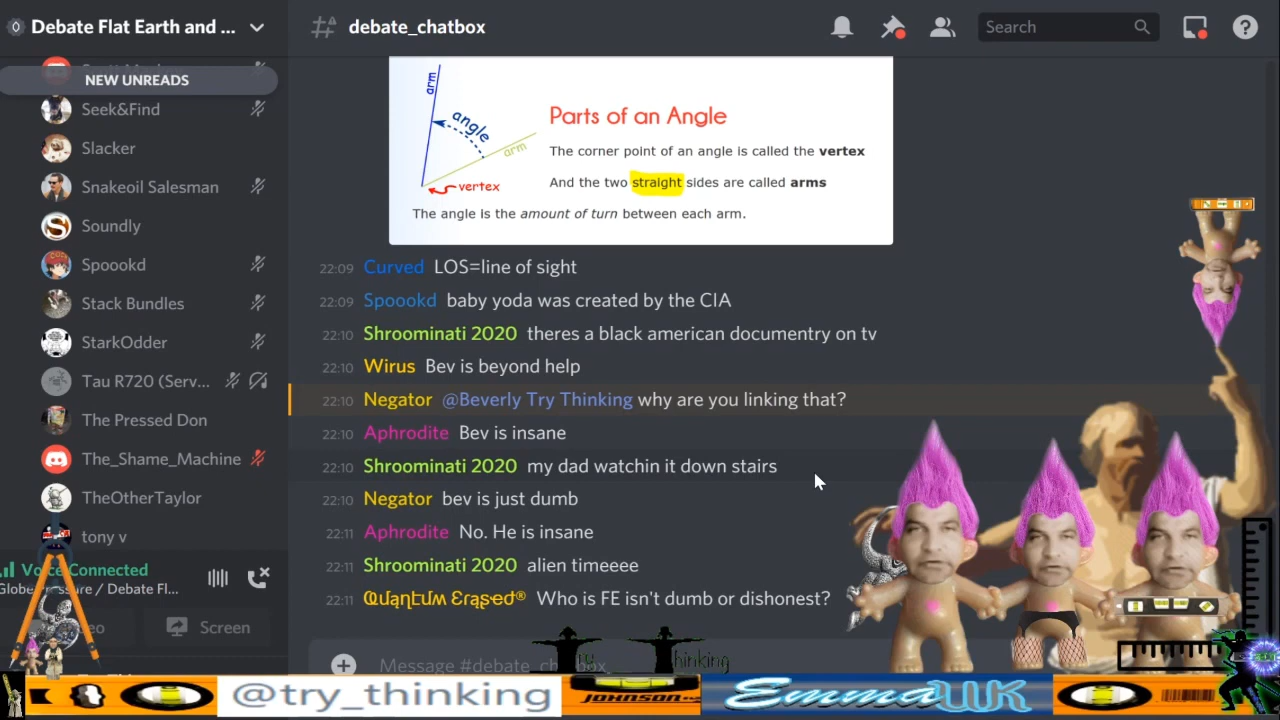 Debate Flat Earth and ...
debate_chatbox
Search
NEW UNREADS
Seek&Find
Slacker
Snakeoil Salesman
Soundly
Spoookd
Stack Bundles
StarkOdder
Tau R720 (Serv...
The Pressed Don
The_Shame_Machine
TheOtherTaylor
tony v
Voice Connected
/ Debate Fl...
Screen
arm
angle
arm
vertex
Parts of an Angle
The corner point of an angle is called the vertex
And the two straight sides are called arms
The angle is the amount of turn between each arm.
22:09 Curved LOS=line of sight
22:09 Spoookd baby yoda was created by the CIA
22:10 Shroominati 2020 theres a black american documentry on tv
22:10 Wirus Bev is beyond help
22:10 Negator @Beverly Try Thinking why are you linking that?
22:10 Aphrodite Bev is insane
22:10 Shroominati 2020 my dad watchin it down stairs
22:10 Negator bev is just dumb
22:11 Aphrodite No. He is insane
22:11 Shroominati 2020 alien timeeee
22:11 Who is FE isn't dumb or dishonest?
Message #debate_chatbox
@try_thinking
JOHNSON
EmmaUK